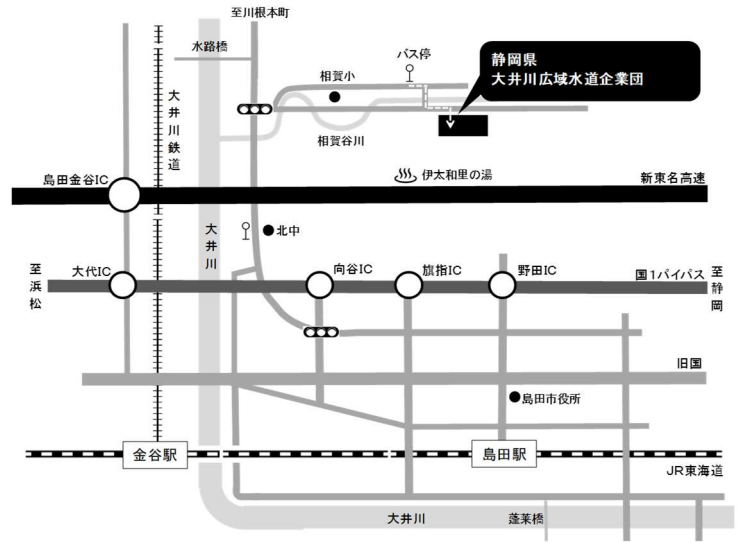 至川根本町
水路橋
バス停
静岡県
大井川広域水道企業団
相賀小
大井川鉄道
相賀谷川
島田金谷IC
伊太和里の湯
新東名高速
大井川
北中
至浜松
大代IC
向谷IC
旗指IC
野田IC
国1バイパス
至静岡
旧国
島田市役所
金谷駅
島田駅
JR東海道
大井川
蓬莱橋